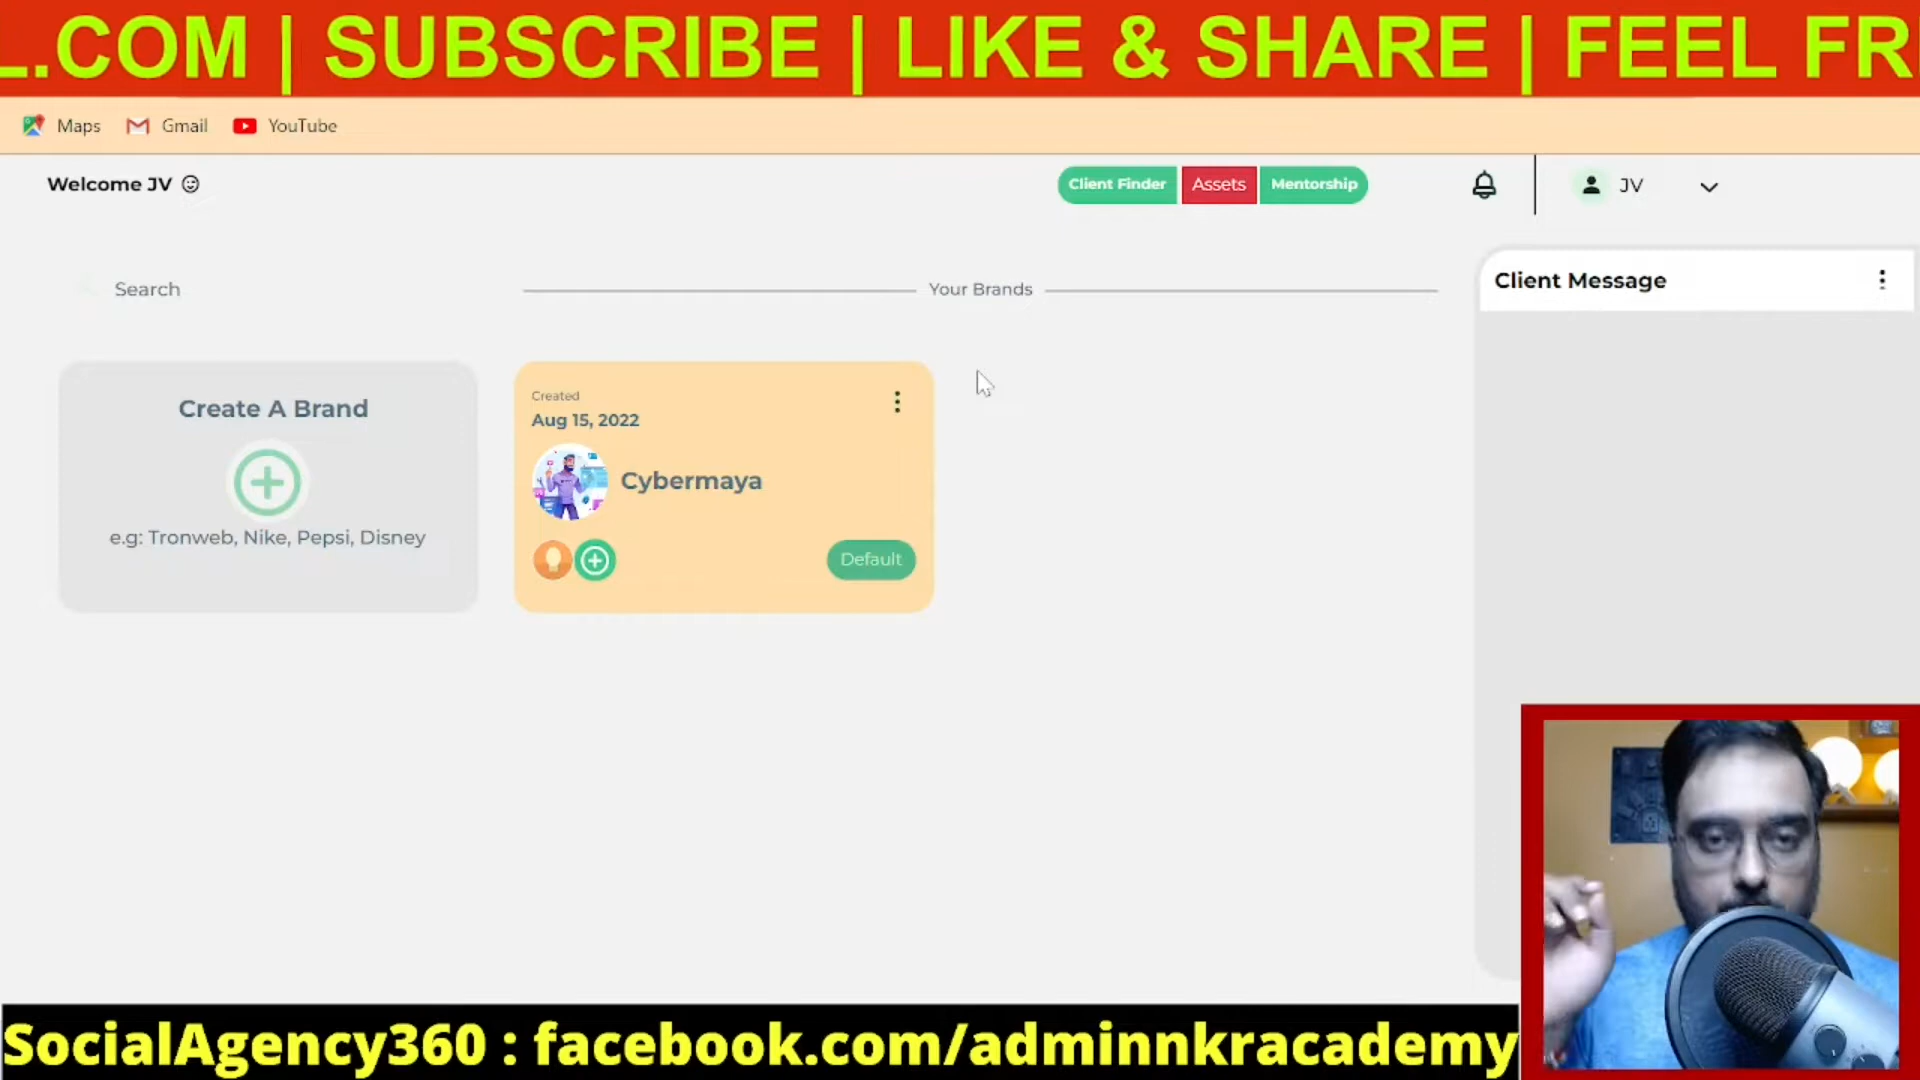 L.COM | SUBSCRIBE | LIKE & SHARE | FEEL FR
Maps Gmail YouTube
Welcome JV
Client Finder Assets Mentorship
JV
Search
Your Brands
Client Message
Create A Brand
e.g: Tronweb, Nike, Pepsi, Disney
Created
Aug 15, 2022
Cybermaya
Default
SocialAgency360 : facebook.com/adminnkracademy